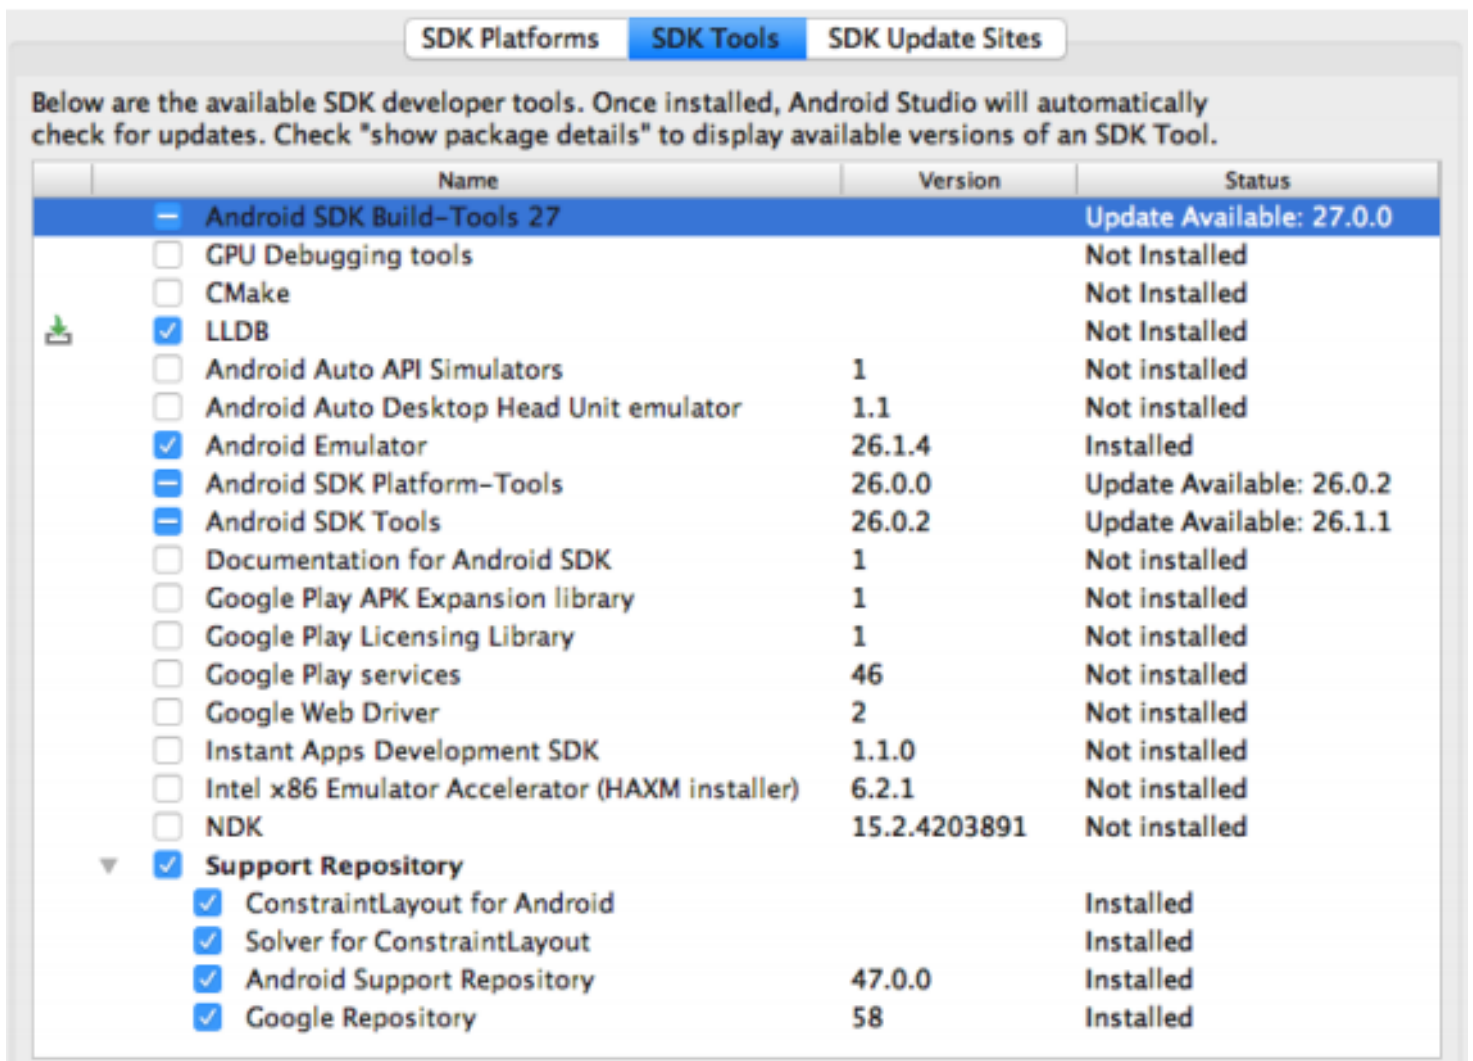 SDK Platforms SDK Tools SDK Update Sites
Below are the available SDK developer tools. Once installed, Android Studio will automatically
check for updates. Check "show package details" to display available versions of an SDK Tool.
Name Version Status
Android SDK Build-Tools 27 Update Available: 27.0.0
GPU Debugging tools Not Installed
CMake Not Installed
LLDB Not Installed
Android Auto API Simulators 1 Not installed
Android Auto Desktop Head Unit emulator 1.1 Not installed
Android Emulator 26.1.4 Installed
Android SDK Platform-Tools 26.0.0 Update Available: 26.0.2
Android SDK Tools 26.0.2 Update Available: 26.1.1
Documentation for Android SDK 1 Not installed
Google Play APK Expansion library 1 Not installed
Google Play Licensing Library 1 Not installed
Google Play services 46 Not installed
Google Web Driver 2 Not installed
Instant Apps Development SDK 1.1.0 Not installed
Intel x86 Emulator Accelerator (HAXM installer) 6.2.1 Not installed
NDK 15.2.4203891 Not installed
Support Repository
ConstraintLayout for Android Installed
Solver for ConstraintLayout Installed
Android Support Repository 47.0.0 Installed
Google Repository 58 Installed